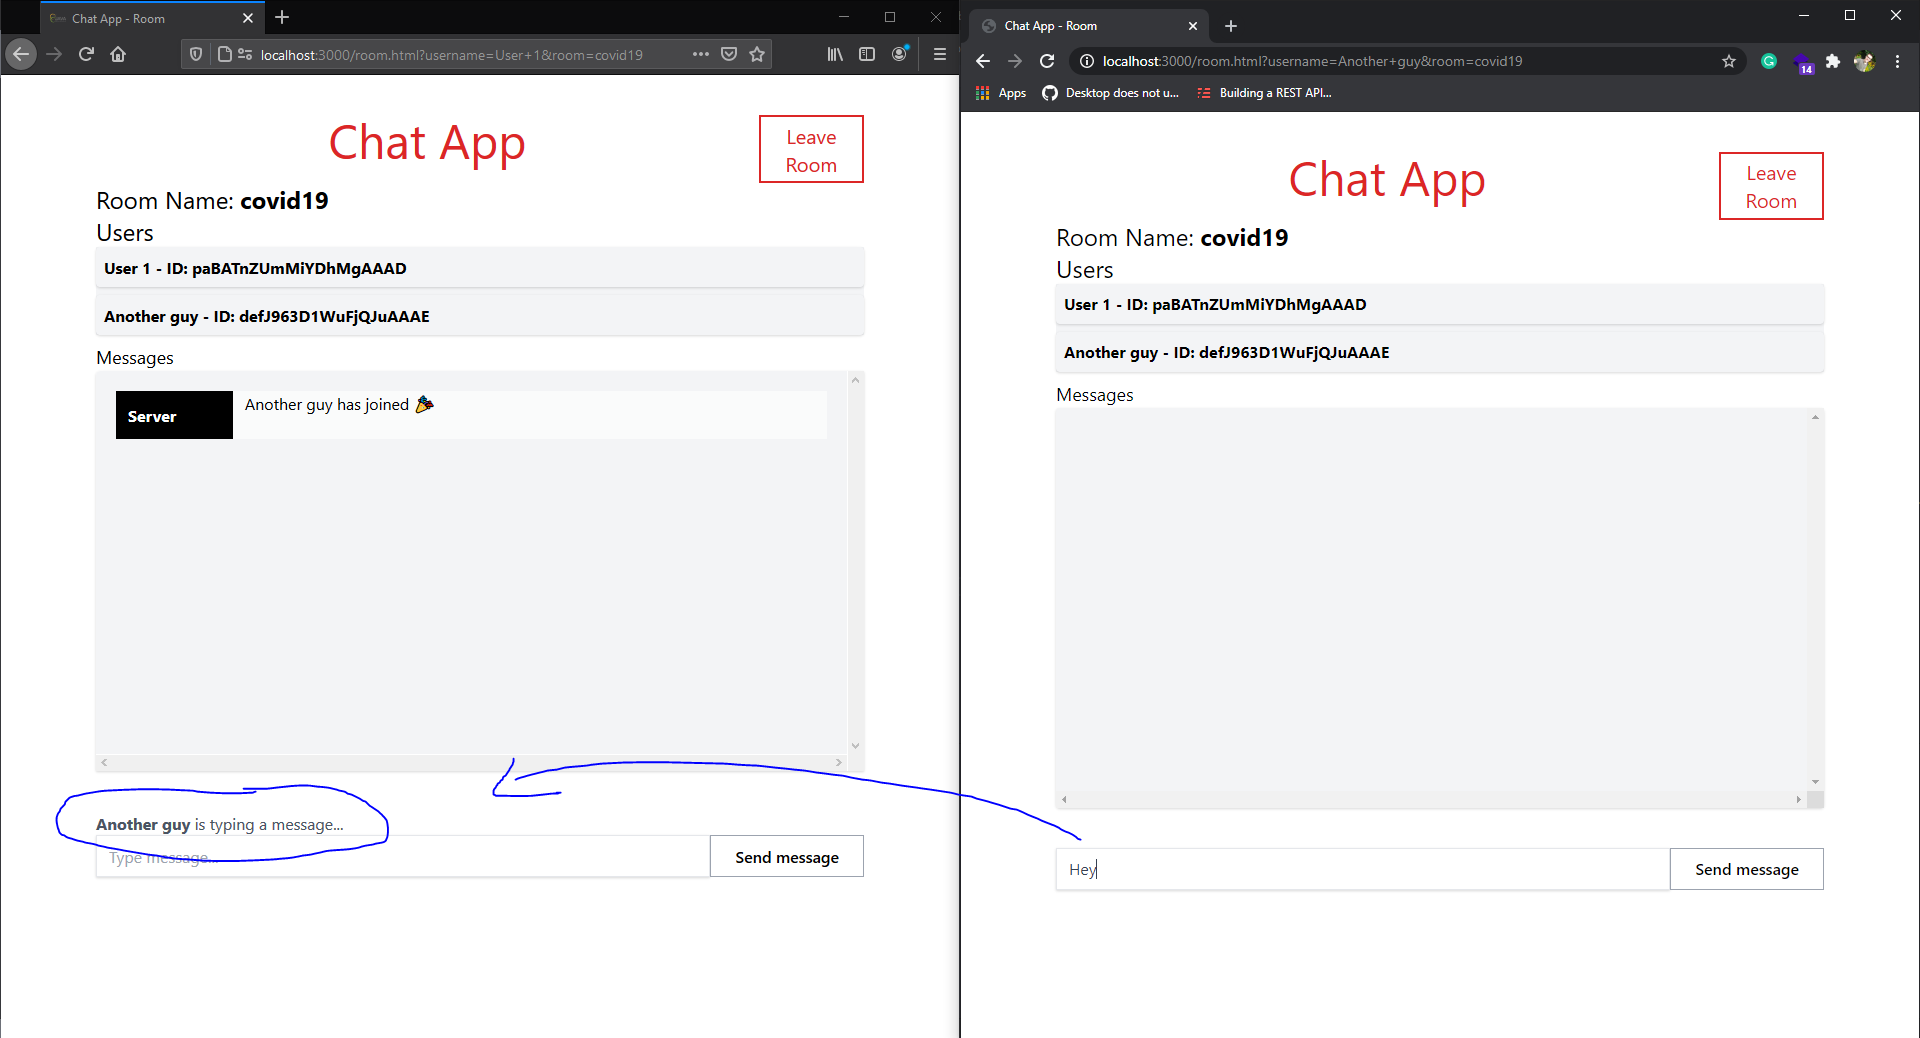 Chat App - Room
localhost:3000/room.html?username=User+1&room=covid19
Chat App
Leave
Room
Room Name: covid19
Users
User 1 - ID: paBATnZUmMiYDhMgAAAD
Another guy - ID: defJ963D1WuFjQJuAAAE
Messages
Server
Another guy has joined 🎉
Another guy is typing a message...
Type message...
Send message
Chat App - Room
localhost:3000/room.html?username=Another+guy&room=covid19
14
Apps
Desktop does not u...
Building a REST API...
Chat App
Leave
Room
Room Name: covid19
Users
User 1 - ID: paBATnZUmMiYDhMgAAAD
Another guy - ID: defJ963D1WuFjQJuAAAE
Messages
Hey
Send message